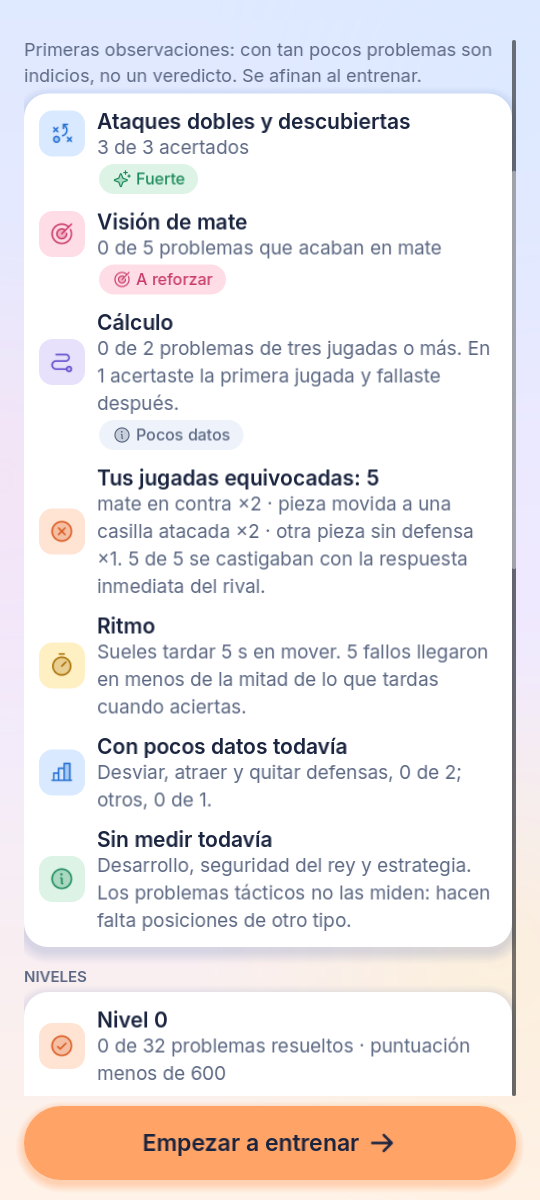 Primeras observaciones: con tan pocos problemas son
indicios, no un veredicto. Se afinan al entrenar.
Ataques dobles y descubiertas
3 de 3 acertados
Fuerte
Visión de mate
0 de 5 problemas que acaban en mate
A reforzar
Cálculo
0 de 2 problemas de tres jugadas o más. En
1 acertaste la primera jugada y fallaste
después.
Pocos datos
Tus jugadas equivocadas: 5
mate en contra ×2 · pieza movida a una
casilla atacada ×2 · otra pieza sin defensa
×1. 5 de 5 se castigaban con la respuesta
inmediata del rival.
Ritmo
Sueles tardar 5 s en mover. 5 fallos llegaron
en menos de la mitad de lo que tardas
cuando aciertas.
Con pocos datos todavía
Desviar, atraer y quitar defensas, 0 de 2;
otros, 0 de 1.
Sin medir todavía
Desarrollo, seguridad del rey y estrategia.
Los problemas tácticos no las miden: hacen
falta posiciones de otro tipo.
NIVELES
Nivel 0
0 de 32 problemas resueltos · puntuación
menos de 600
Empezar a entrenar →